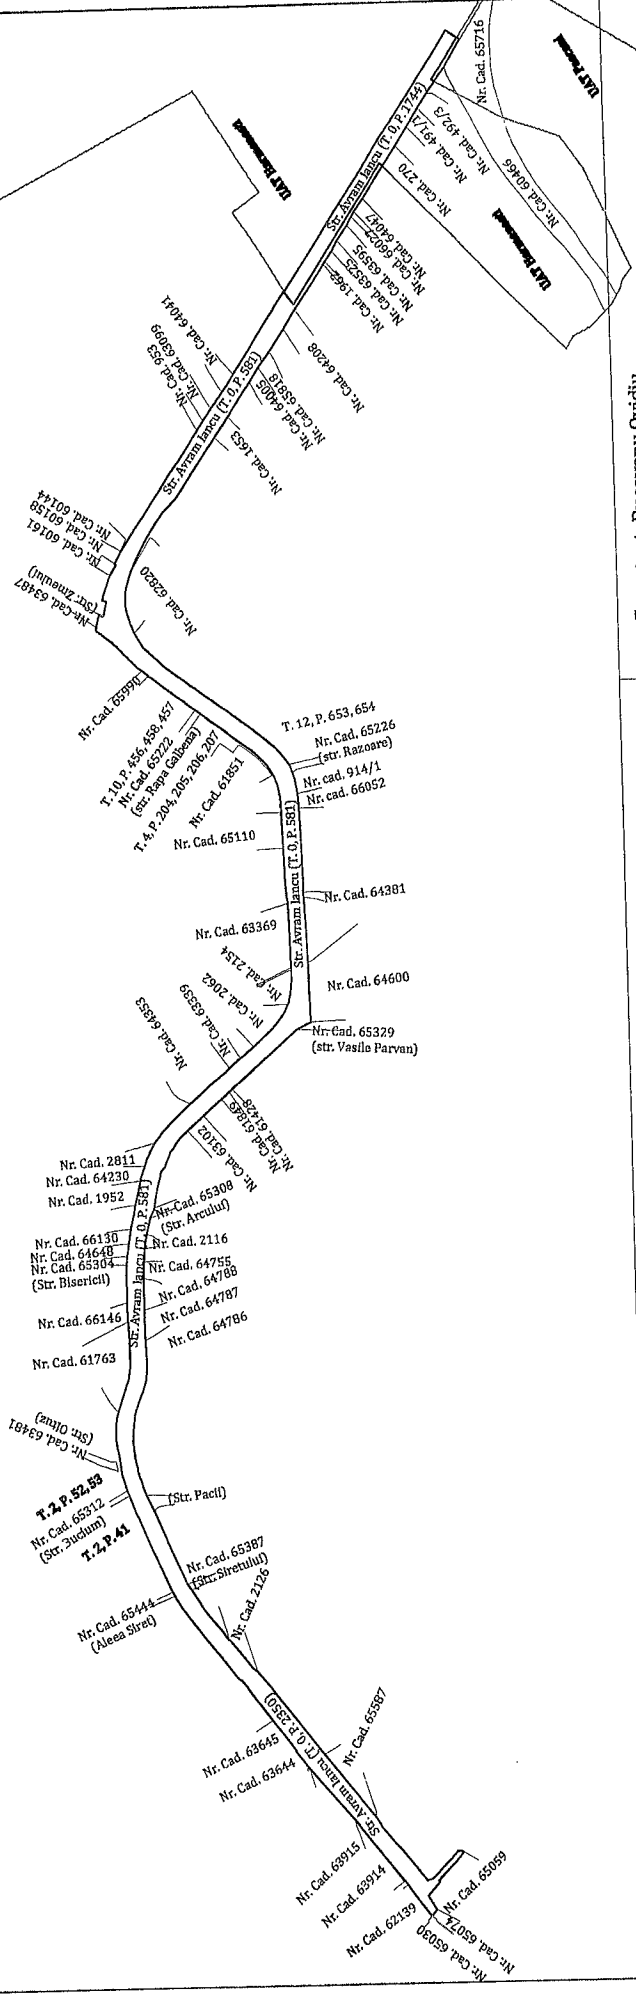 Nr. Cad. 65716
Str. Avram Iancu (T. 0, P. 1744)
Nr. Cad. 492/3
Nr. Cad. 491/1
Nr. Cad. 270
Nr. Cad. 60466
Nr. Cad. 64047
Nr. Cad. 66022
Nr. Cad. 63595
Nr. Cad. 63525
Nr. Cad. 1962
Nr. Cad. 64208
Nr. Cad. 64041
Nr. Cad. 63099
Nr. Cad. 953
Str. Avram Iancu (T. 0, P. 581)
Nr. Cad. 65818
Nr. Cad. 64005
Nr. Cad. 1653
Nr. Cad. 60144
Nr. Cad. 60158
Nr. Cad. 60161
Nr. Cad. 63487
(Str. Zmeului)
Nr. Cad. 62820
Nr. Cad. 65990
T. 10, P. 456, 458, 457
Nr. Cad. 65222
(str. Rapa Galbena)
T. 4, P. 204, 205, 206, 207
Nr. Cad. 61851
T. 12, P. 653, 654
Nr. Cad. 65226
(str. Razoare)
Nr. cad. 914/1
Nr. cad. 66052
Nr. Cad. 65110
Str. Avram Iancu (T. 0, P. 581)
Nr. Cad. 64381
Nr. Cad. 63369
Nr. Cad. 2154
Nr. Cad. 2062
Nr. Cad. 63339
Nr. Cad. 64353
Nr. Cad. 64600
Nr. Cad. 65329
(str. Vasile Parvan)
Nr. Cad. 61428
Nr. Cad. 61849
Nr. Cad. 63102
Nr. Cad. 2811
Nr. Cad. 64230
Nr. Cad. 1952
Nr. Cad. 65308
(Str. Arcului)
Str. Avram Iancu (T. 0, P. 581)
Nr. Cad. 66130
Nr. Cad. 64648
Nr. Cad. 65304
(Str. Bisericii)
Nr. Cad. 2116
Nr. Cad. 64755
Nr. Cad. 64788
Nr. Cad. 64787
Nr. Cad. 64786
Nr. Cad. 66146
Nr. Cad. 61763
Nr. Cad. 63481
(Str. Oituz)
T. 2, P. 52, 53
Nr. Cad. 65312
(Str. Bucium)
T. 2, P. 41
(Str. Pacii)
Nr. Cad. 65387
(Str. Siretului)
Nr. Cad. 65444
(Aleea Siret)
Nr. Cad. 2126
Str. Avram Iancu (T. 0, P. 2350)
Nr. Cad. 63645
Nr. Cad. 63644
Nr. Cad. 65587
Nr. Cad. 63915
Nr. Cad. 63914
Nr. Cad. 62139
Nr. Cad. 65059
Nr. Cad. 65074
Nr. Cad. 65030